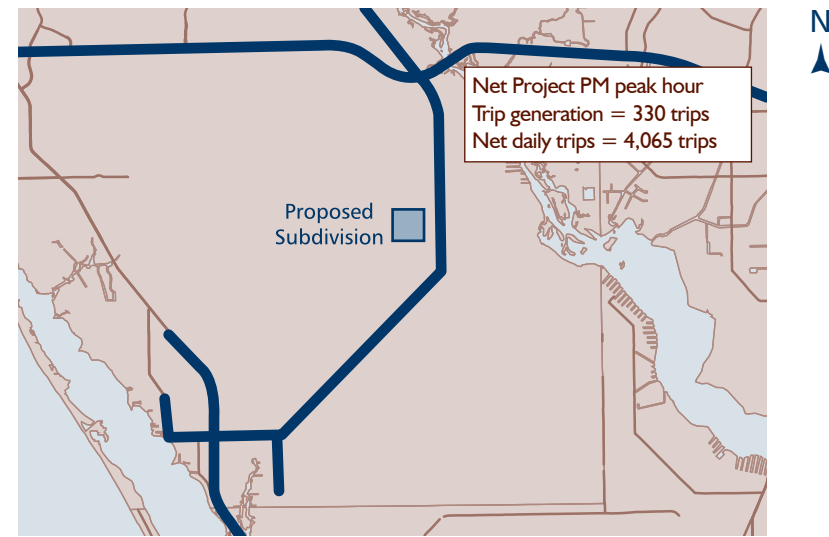 N
Net Project PM peak hour
Trip generation = 330 trips
Net daily trips = 4,065 trips
Proposed
Subdivision